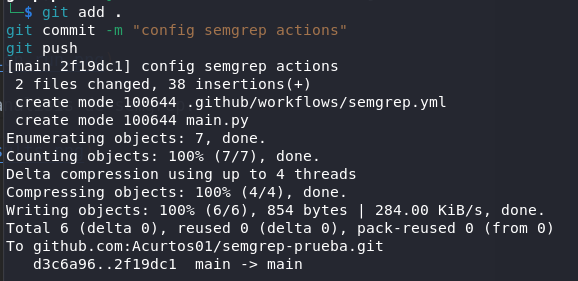 └─$ git add .
git commit -m "config semgrep actions"
git push
[main 2f19dc1] config semgrep actions
 2 files changed, 38 insertions(+)
 create mode 100644 .github/workflows/semgrep.yml
 create mode 100644 main.py
Enumerating objects: 7, done.
Counting objects: 100% (7/7), done.
Delta compression using up to 4 threads
Compressing objects: 100% (4/4), done.
Writing objects: 100% (6/6), 854 bytes | 284.00 KiB/s, done.
Total 6 (delta 0), reused 0 (delta 0), pack-reused 0 (from 0)
To github.com:Acurtos01/semgrep-prueba.git
   d3c6a96..2f19dc1  main -> main